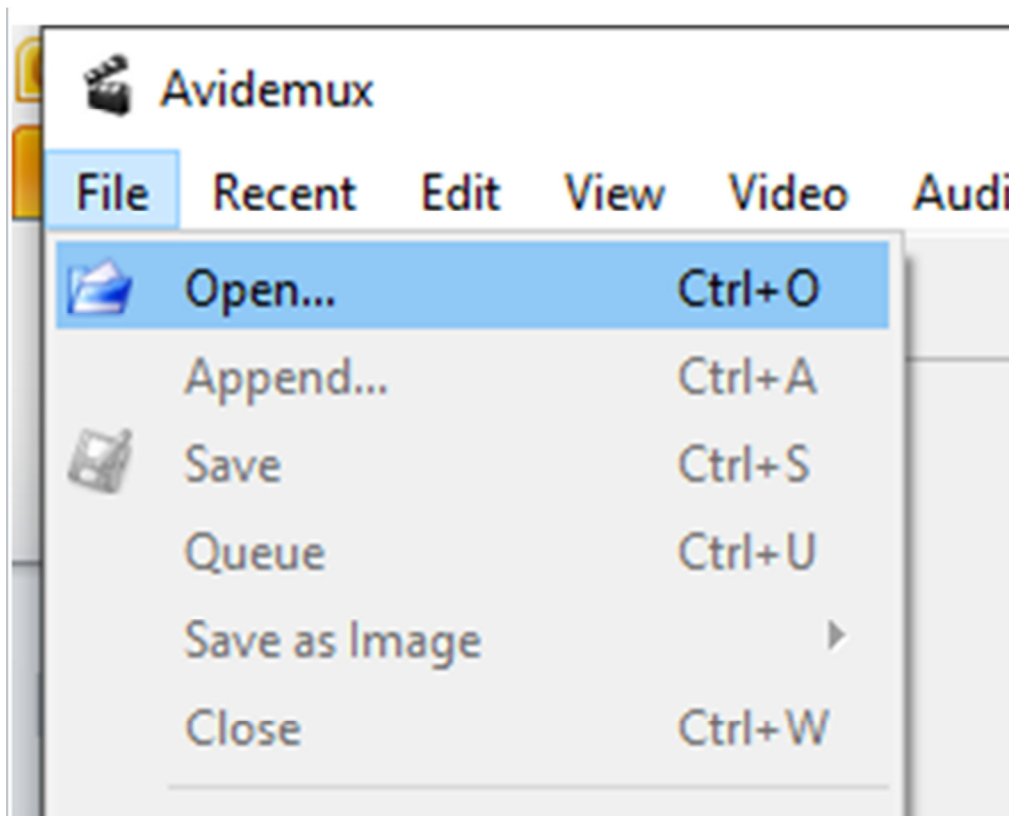 Avidemux
File Recent Edit View Video Audi
Open... Ctrl+O
Append... Ctrl+A
Save Ctrl+S
Queue Ctrl+U
Save as Image
Close Ctrl+W